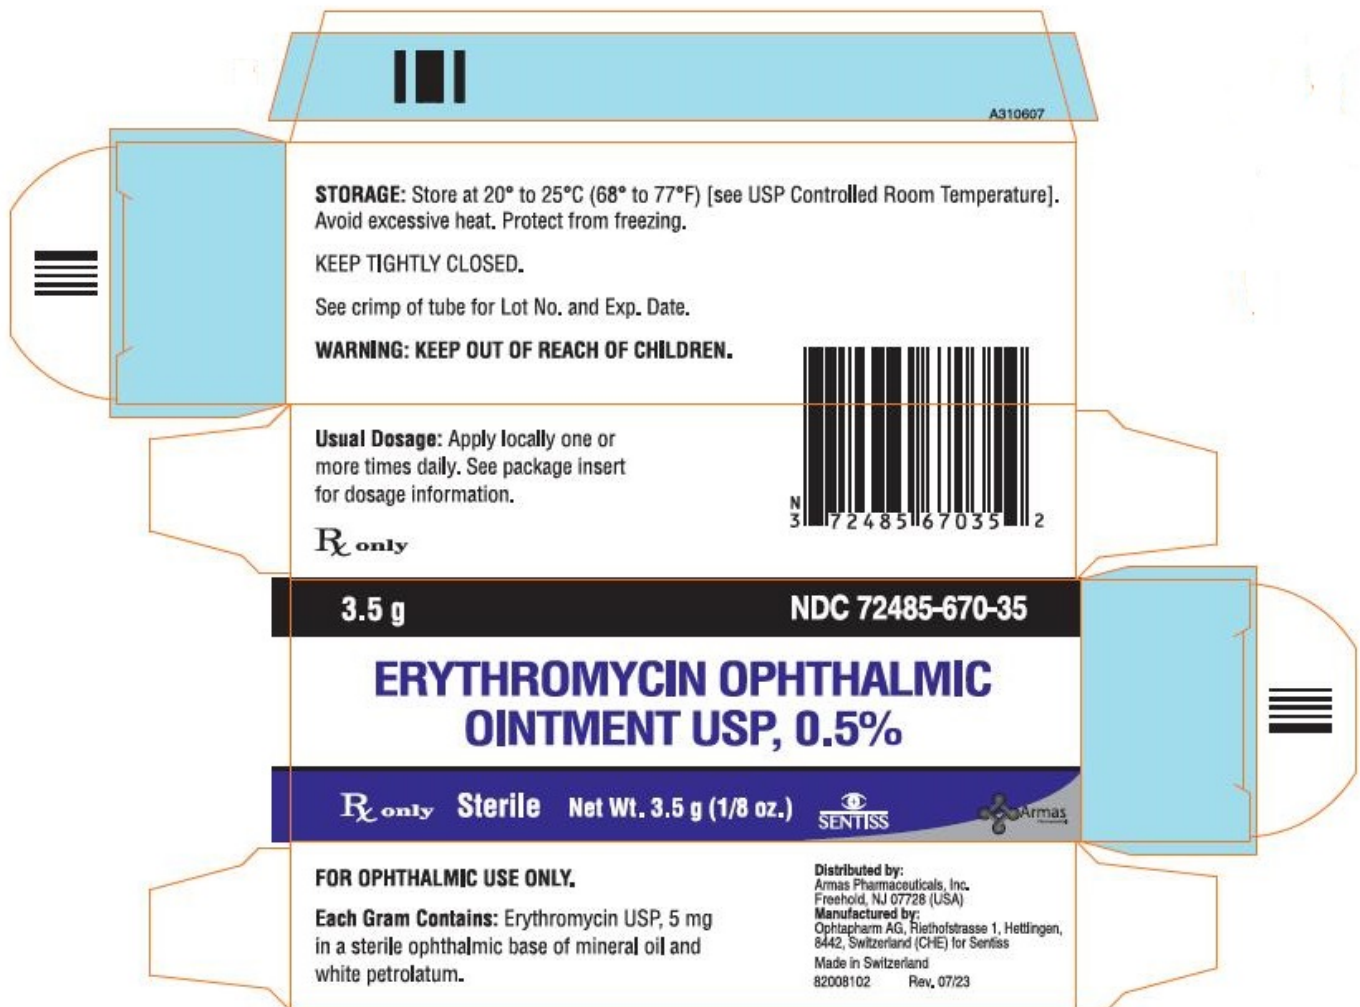 A310607
STORAGE: Store at 20° to 25°C (68° to 77°F) [see USP Controlled Room Temperature].
Avoid excessive heat. Protect from freezing.
KEEP TIGHTLY CLOSED.
See crimp of tube for Lot No. and Exp. Date.
WARNING: KEEP OUT OF REACH OF CHILDREN.
Usual Dosage: Apply locally one or
more times daily. See package insert
for dosage information.
Rx only
N
3 72485 67035 2
3.5 g NDC 72485-670-35
ERYTHROMYCIN OPHTHALMIC
OINTMENT USP, 0.5%
Rx only Sterile Net Wt. 3.5 g (1/8 oz.) SENTISS Armas
FOR OPHTHALMIC USE ONLY.
Each Gram Contains: Erythromycin USP, 5 mg
in a sterile ophthalmic base of mineral oil and
white petrolatum.
Distributed by:
Armas Pharmaceuticals, Inc.
Freehold, NJ 07728 (USA)
Manufactured by:
Ophtapharm AG, Riethofstrasse 1, Hettlingen,
8442, Switzerland (CHE) for Sentiss
Made in Switzerland
82008102 Rev. 07/23